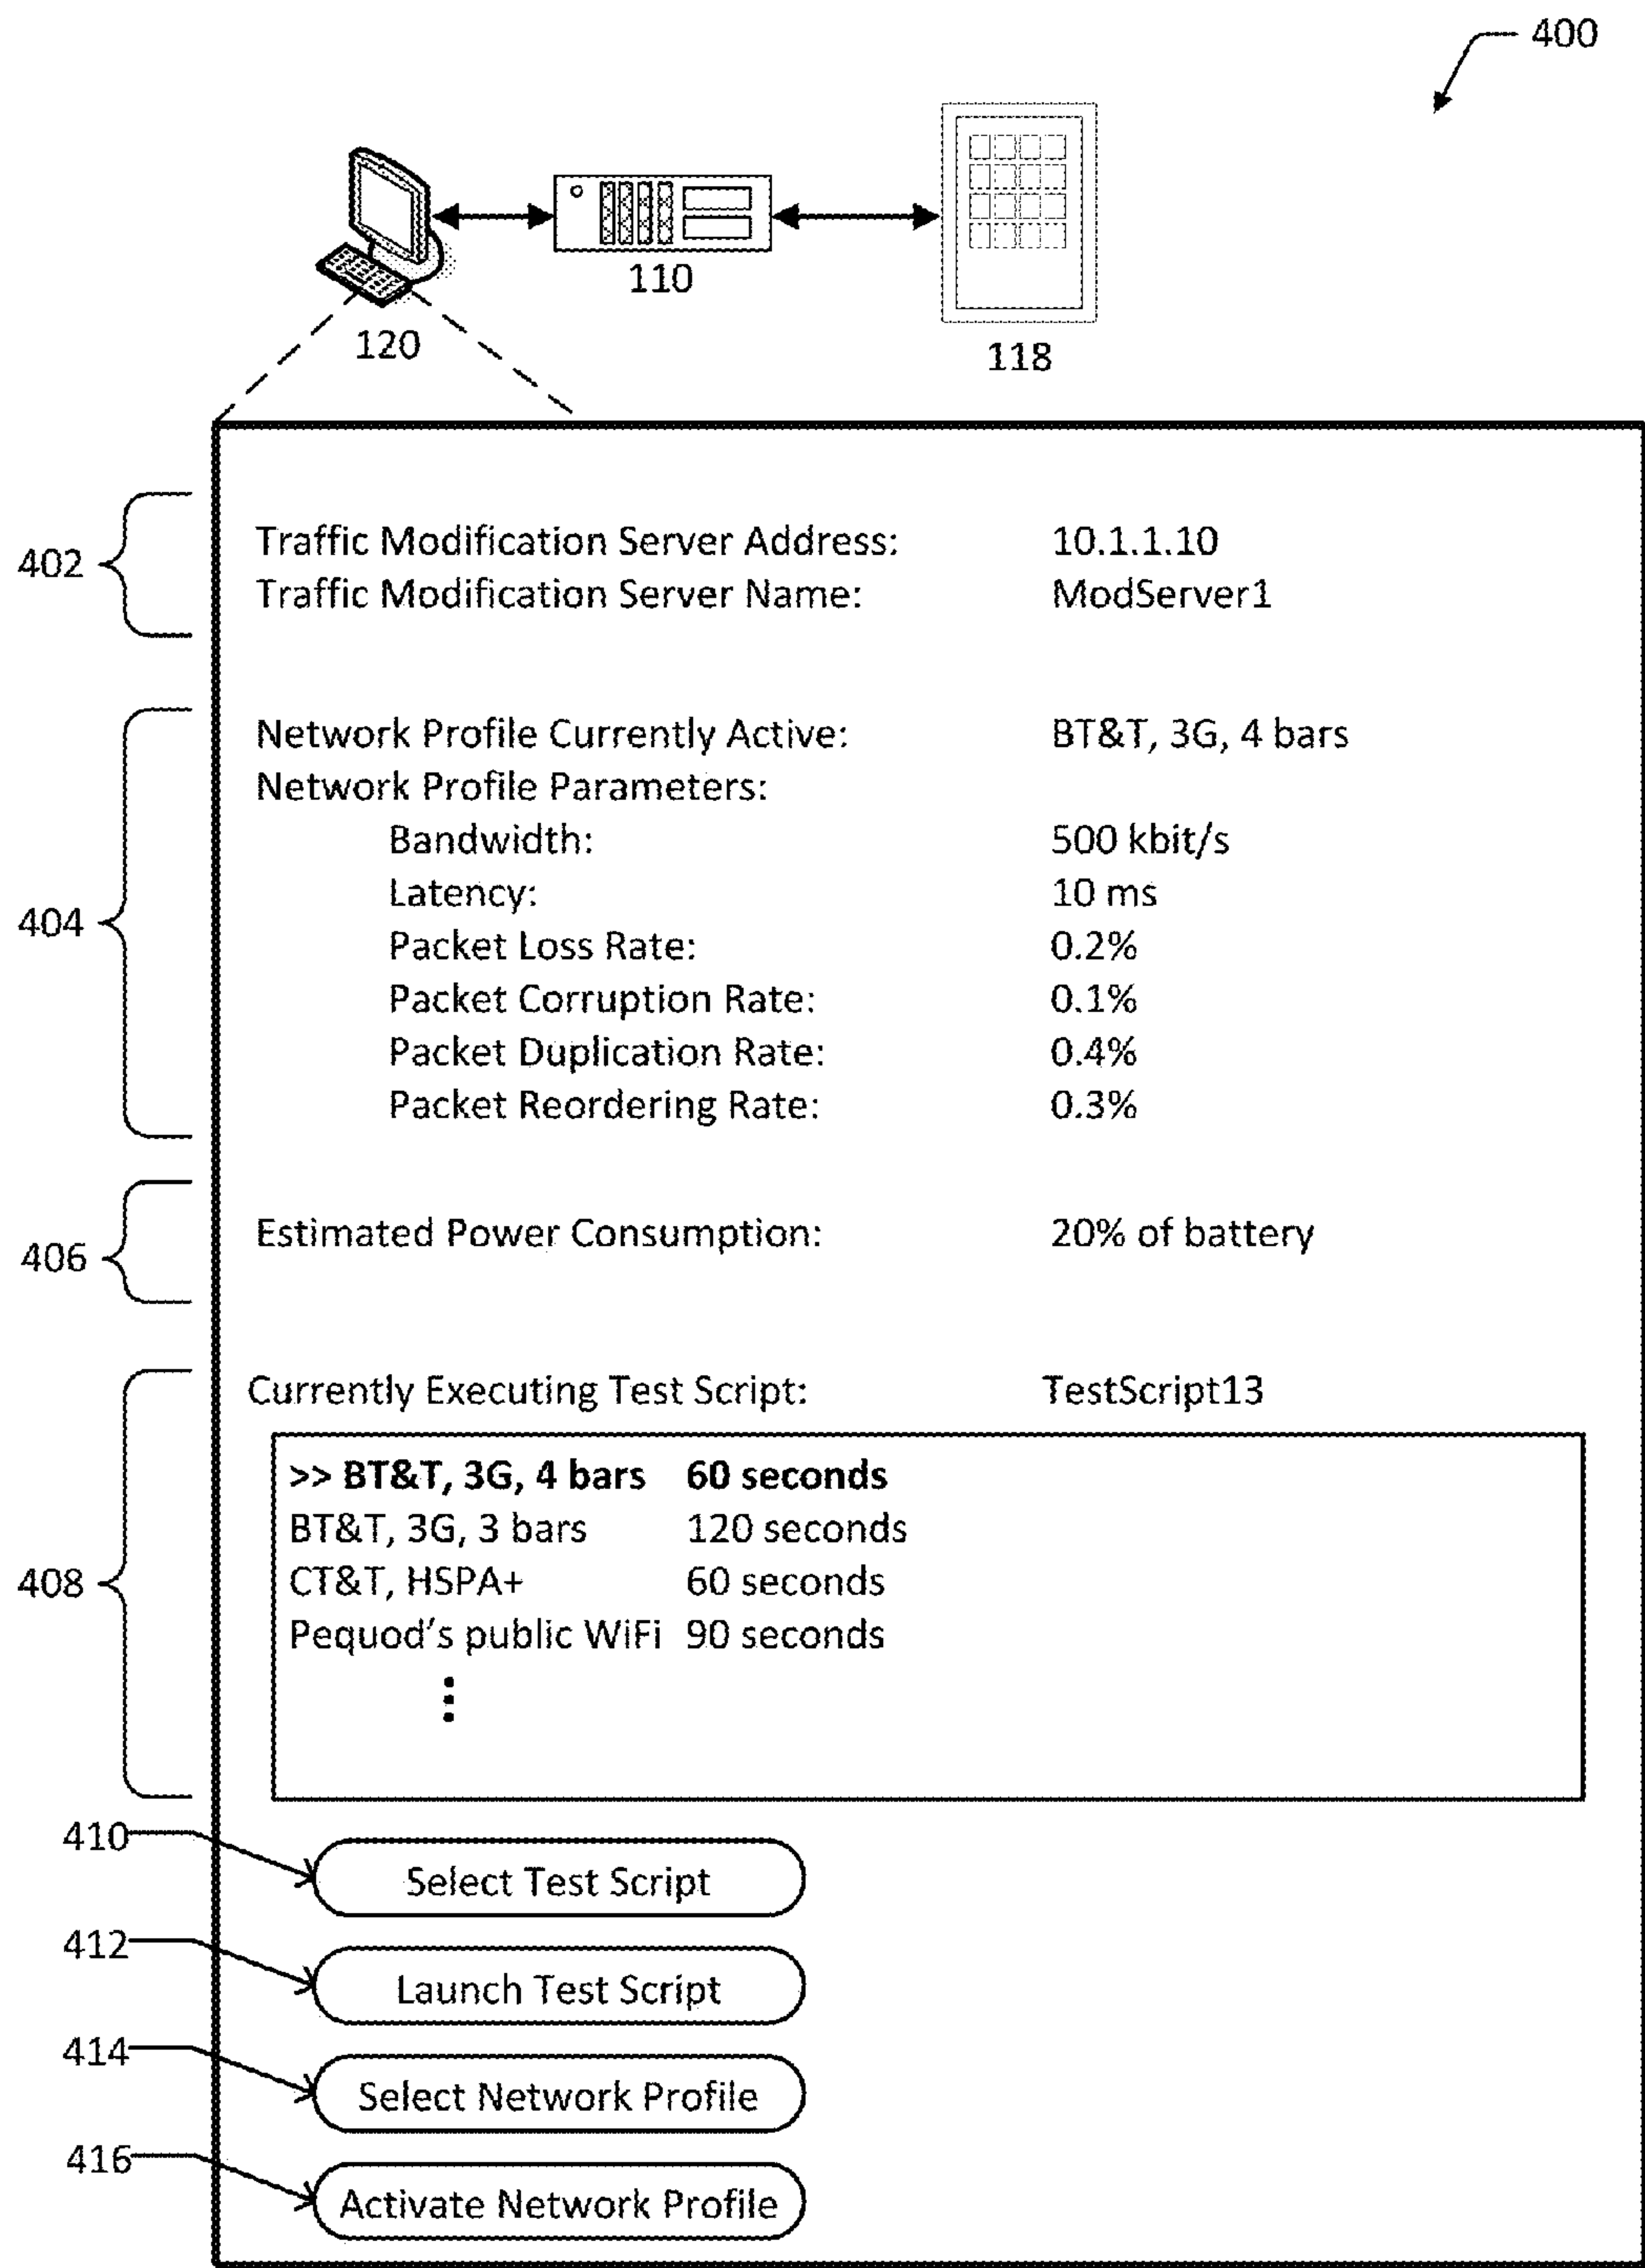 400
110
120
118
402
Traffic Modification Server Address: 10.1.1.10
Traffic Modification Server Name: ModServer1
404
Network Profile Currently Active: BT&T, 3G, 4 bars
Network Profile Parameters:
Bandwidth: 500 kbit/s
Latency: 10 ms
Packet Loss Rate: 0.2%
Packet Corruption Rate: 0.1%
Packet Duplication Rate: 0.4%
Packet Reordering Rate: 0.3%
406
Estimated Power Consumption: 20% of battery
408
Currently Executing Test Script: TestScript13
>> BT&T, 3G, 4 bars 60 seconds
BT&T, 3G, 3 bars 120 seconds
CT&T, HSPA+ 60 seconds
Pequod's public WiFi 90 seconds
410
Select Test Script
412
Launch Test Script
414
Select Network Profile
416
Activate Network Profile